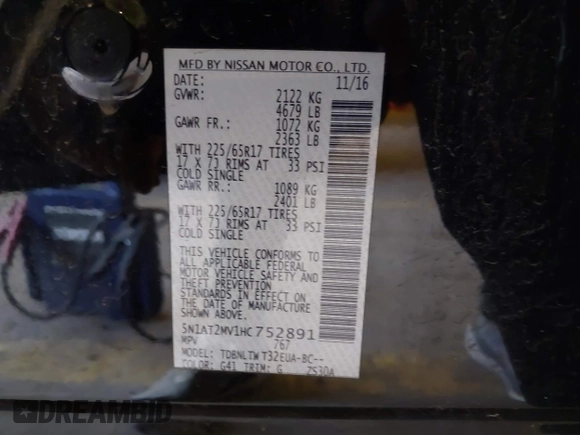 MFD.BY NISSAN MOTOR CO., LTD.
DATE: 11/16
GVWR: 2122 KG
4679 LB
GAWR FR.: 1072 KG
2363 LB
WITH 225/65R17 TIRES
17 X 7J RIMS AT 33 PSI
COLD SINGLE
GAWR RR.: 1089 KG
2401 LB
WITH 225/65R17 TIRES
17 X 7J RIMS AT 33 PSI
COLD SINGLE
THIS VEHICLE CONFORMS TO
ALL APPLICABLE FEDERAL
MOTOR VEHICLE SAFETY AND
THEFT PREVENTION
STANDARDS IN EFFECT ON
THE DATE OF MANUFACTURE
SHOWN ABOVE.
5N1AT2MV1HC752891
MPV /67
MODEL: TDBNLTW T32EUA-BC--
COLOR: G41 TRIM: G ZS30A
DREAMBID